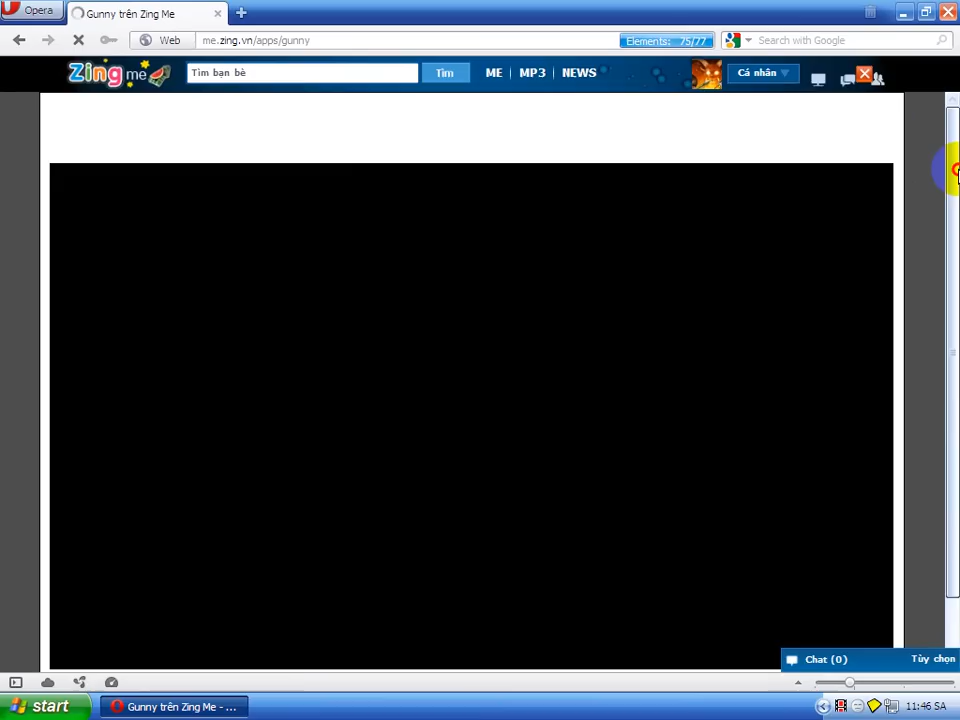 Opera
Gunny trên Zing Me
Web
me.zing.vn/apps/gunny
Elements: 75/77
Search with Google
Zing me
Tìm bạn bè
Tìm
ME
MP3
NEWS
Cá nhân
Chat (0)
Tùy chọn
start
Gunny trên Zing Me - ...
11:46 SA